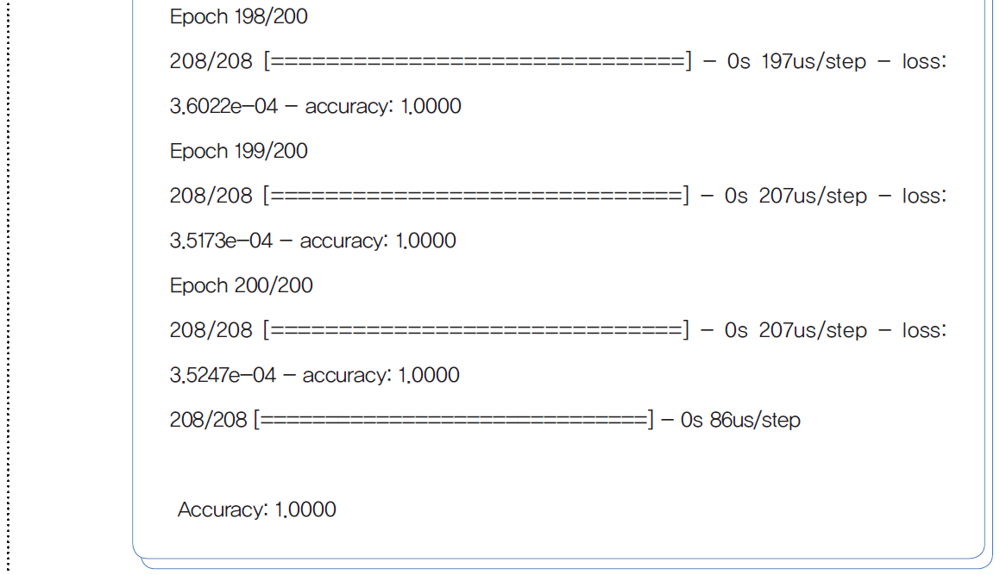 Epoch 198/200
208/208 [==============================] - 0s 197us/step - loss:
3.6022e-04 - accuracy: 1.0000
Epoch 199/200
208/208 [==============================] - 0s 207us/step - loss:
3.5173e-04 - accuracy: 1.0000
Epoch 200/200
208/208 [==============================] - 0s 207us/step - loss:
3.5247e-04 - accuracy: 1.0000
208/208 [==============================] - 0s 86us/step
Accuracy: 1.0000